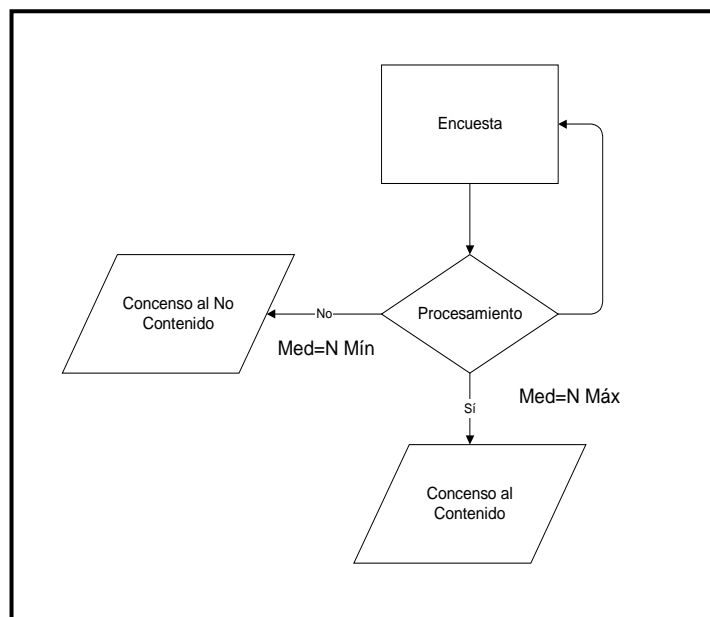 Encuesta
Procesamiento
Concenso al No
Contenido
No
Med=N Mín
Med=N Máx
Sí
Concenso al
Contenido